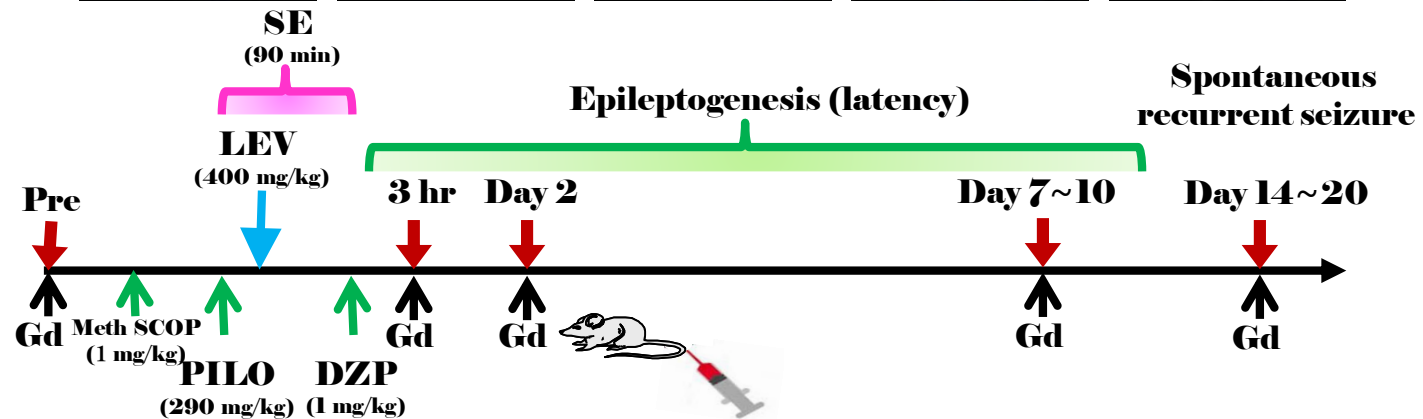 SE
(90 min)
LEV
(400 mg/kg)
Epileptogenesis (latency)
Spontaneous
recurrent seizure
Pre
3 hr
Day 2
Day 7~10
Day 14~20
Gd
Meth SCOP
(1 mg/kg)
PILO
(290 mg/kg)
DZP
(1 mg/kg)
Gd
Gd
Gd
Gd